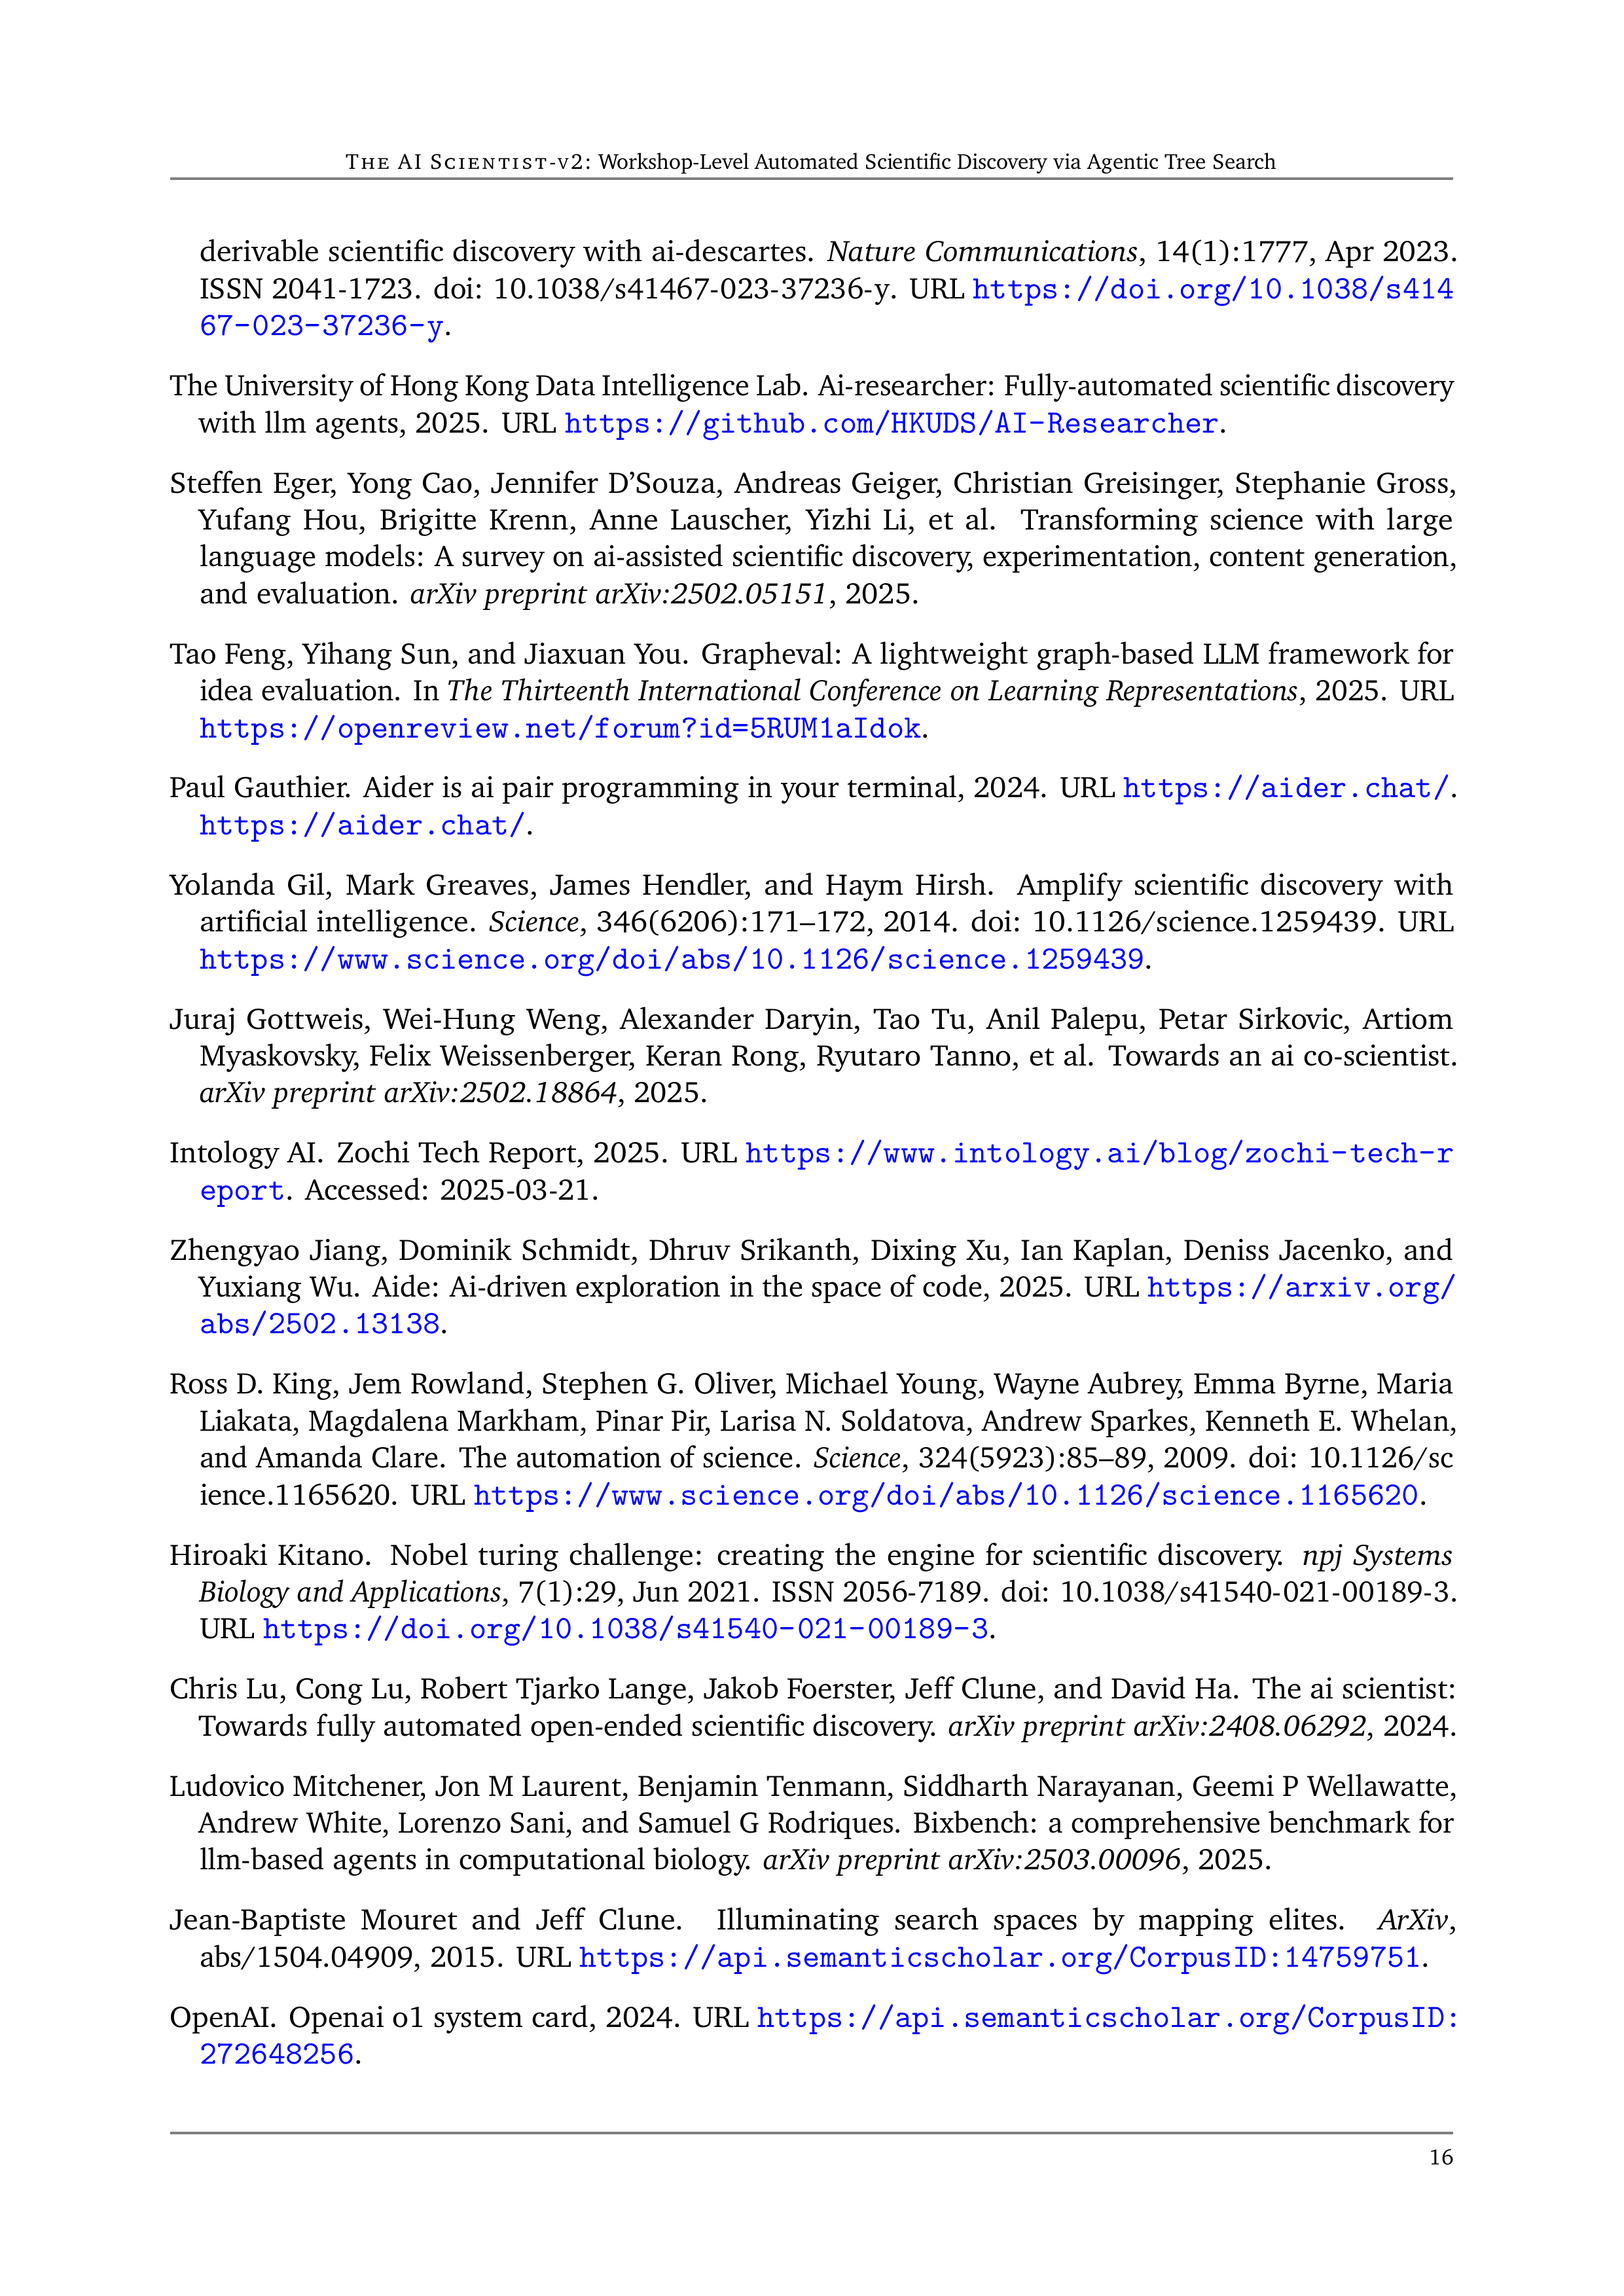 The AI Scientist-v2: Workshop-Level Automated Scientific Discovery via Agentic Tree Search
derivable scientific discovery with ai-descartes. Nature Communications, 14(1):1777, Apr 2023.
ISSN 2041-1723. doi: 10.1038/s41467-023-37236-y. URL https://doi.org/10.1038/s414
67-023-37236-y.
The University of Hong Kong Data Intelligence Lab. Ai-researcher: Fully-automated scientific discovery
with llm agents, 2025. URL https://github.com/HKUDS/AI-Researcher.
Steffen Eger, Yong Cao, Jennifer D'Souza, Andreas Geiger, Christian Greisinger, Stephanie Gross,
Yufang Hou, Brigitte Krenn, Anne Lauscher, Yizhi Li, et al. Transforming science with large
language models: A survey on ai-assisted scientific discovery, experimentation, content generation,
and evaluation. arXiv preprint arXiv:2502.05151, 2025.
Tao Feng, Yihang Sun, and Jiaxuan You. Grapheval: A lightweight graph-based LLM framework for
idea evaluation. In The Thirteenth International Conference on Learning Representations, 2025. URL
https://openreview.net/forum?id=5RUM1aIdok.
Paul Gauthier. Aider is ai pair programming in your terminal, 2024. URL https://aider.chat/.
https://aider.chat/.
Yolanda Gil, Mark Greaves, James Hendler, and Haym Hirsh. Amplify scientific discovery with
artificial intelligence. Science, 346(6206):171–172, 2014. doi: 10.1126/science.1259439. URL
https://www.science.org/doi/abs/10.1126/science.1259439.
Juraj Gottweis, Wei-Hung Weng, Alexander Daryin, Tao Tu, Anil Palepu, Petar Sirkovic, Artiom
Myaskovsky, Felix Weissenberger, Keran Rong, Ryutaro Tanno, et al. Towards an ai co-scientist.
arXiv preprint arXiv:2502.18864, 2025.
Intology AI. Zochi Tech Report, 2025. URL https://www.intology.ai/blog/zochi-tech-r
eport. Accessed: 2025-03-21.
Zhengyao Jiang, Dominik Schmidt, Dhruv Srikanth, Dixing Xu, Ian Kaplan, Deniss Jacenko, and
Yuxiang Wu. Aide: Ai-driven exploration in the space of code, 2025. URL https://arxiv.org/
abs/2502.13138.
Ross D. King, Jem Rowland, Stephen G. Oliver, Michael Young, Wayne Aubrey, Emma Byrne, Maria
Liakata, Magdalena Markham, Pinar Pir, Larisa N. Soldatova, Andrew Sparkes, Kenneth E. Whelan,
and Amanda Clare. The automation of science. Science, 324(5923):85–89, 2009. doi: 10.1126/sc
ience.1165620. URL https://www.science.org/doi/abs/10.1126/science.1165620.
Hiroaki Kitano. Nobel turing challenge: creating the engine for scientific discovery. npj Systems
Biology and Applications, 7(1):29, Jun 2021. ISSN 2056-7189. doi: 10.1038/s41540-021-00189-3.
URL https://doi.org/10.1038/s41540-021-00189-3.
Chris Lu, Cong Lu, Robert Tjarko Lange, Jakob Foerster, Jeff Clune, and David Ha. The ai scientist:
Towards fully automated open-ended scientific discovery. arXiv preprint arXiv:2408.06292, 2024.
Ludovico Mitchener, Jon M Laurent, Benjamin Tenmann, Siddharth Narayanan, Geemi P Wellawatte,
Andrew White, Lorenzo Sani, and Samuel G Rodriques. Bixbench: a comprehensive benchmark for
llm-based agents in computational biology. arXiv preprint arXiv:2503.00096, 2025.
Jean-Baptiste Mouret and Jeff Clune. Illuminating search spaces by mapping elites. ArXiv,
abs/1504.04909, 2015. URL https://api.semanticscholar.org/CorpusID:14759751.
OpenAI. Openai o1 system card, 2024. URL https://api.semanticscholar.org/CorpusID:
272648256.
16